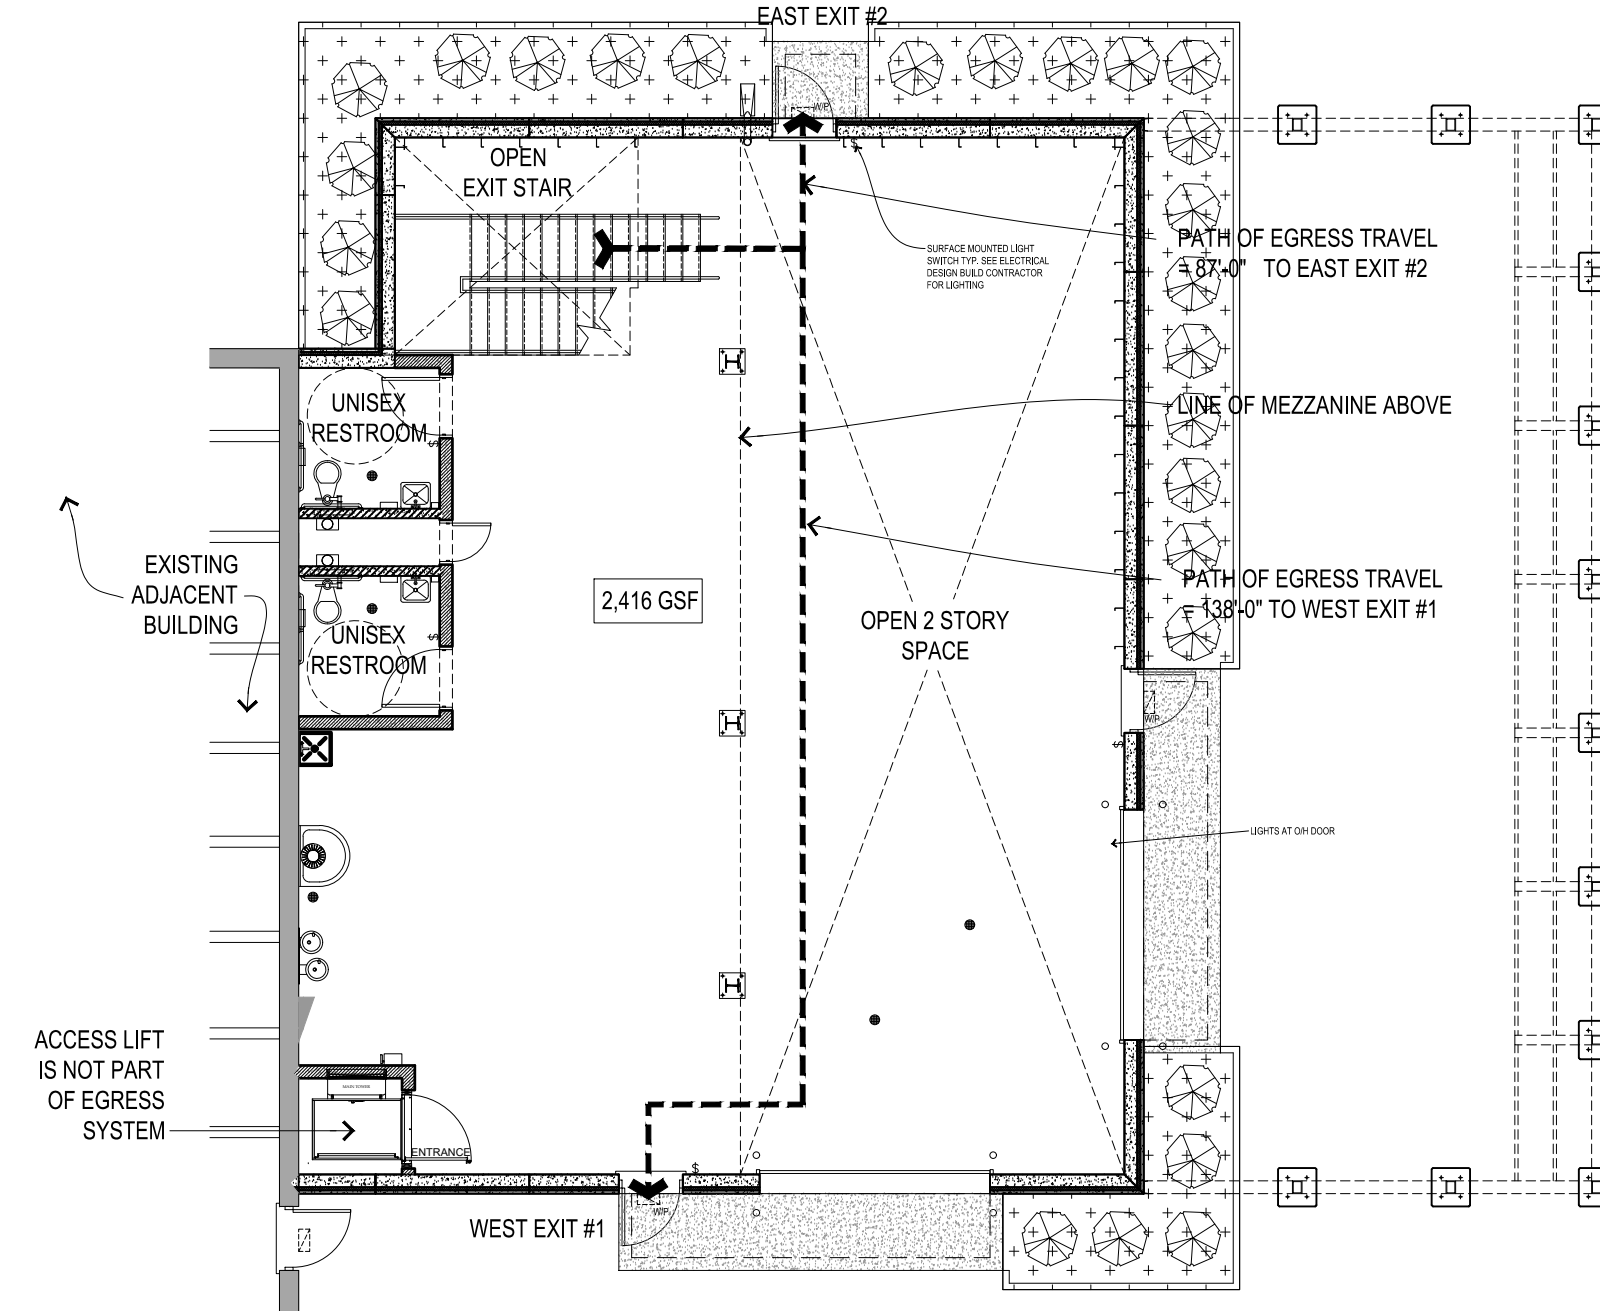 EAST EXIT #2
W/P
OPEN
EXIT STAIR
SURFACE MOUNTED LIGHT
SWITCH TYP. SEE ELECTRICAL
DESIGN BUILD CONTRACTOR
FOR LIGHTING
PATH OF EGRESS TRAVEL
= 87'-0" TO EAST EXIT #2
UNISEX
RESTROOM
LINE OF MEZZANINE ABOVE
EXISTING
ADJACENT
BUILDING
2,416 GSF
OPEN 2 STORY
SPACE
PATH OF EGRESS TRAVEL
= 138'-0" TO WEST EXIT #1
UNISEX
RESTROOM
W/P
$
$
$
$
LIGHTS AT O/H DOOR
ACCESS LIFT
IS NOT PART
OF EGRESS
SYSTEM
MAIN TOWER
ENTRANCE
$
W/P
WEST EXIT #1